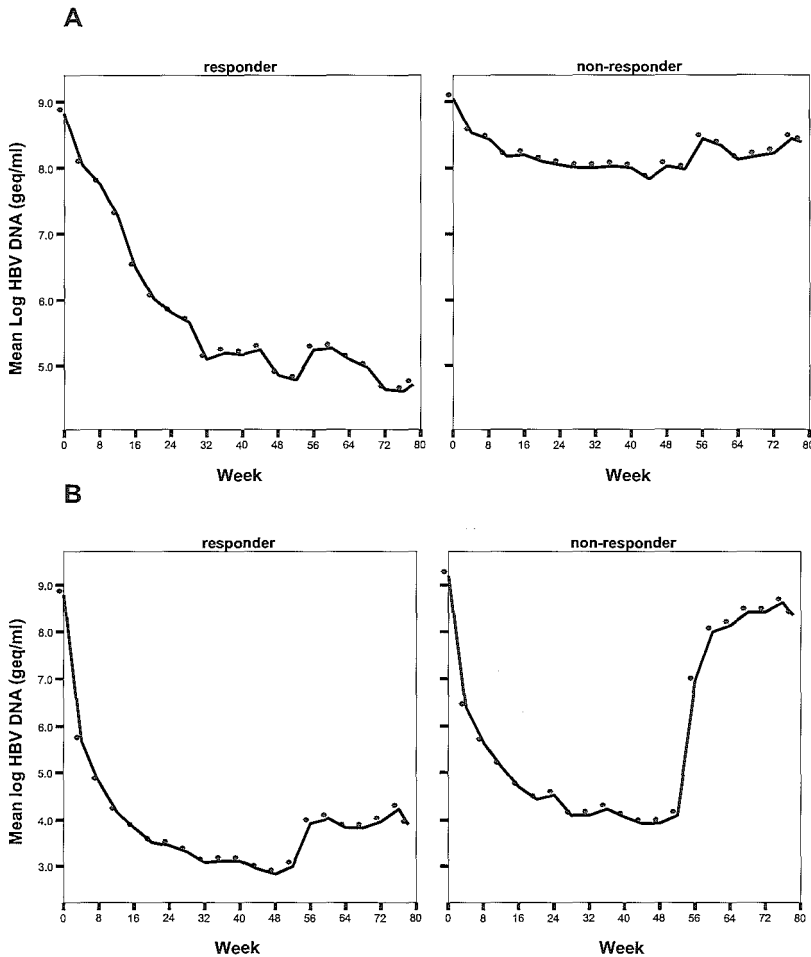 A
responder
non-responder
Mean Log HBV DNA (geq/ml)
9.0
8.0
7.0
6.0
5.0
0 8 16 24 32 40 48 56 64 72 80
0 8 16 24 32 40 48 56 64 72 80
Week
Week
B
responder
non-responder
Mean log HBV DNA (geq/ml)
9.0
8.0
7.0
6.0
5.0
4.0
3.0
0 8 16 24 32 40 48 56 64 72 80
0 8 16 24 32 40 48 56 64 72 80
Week
Week